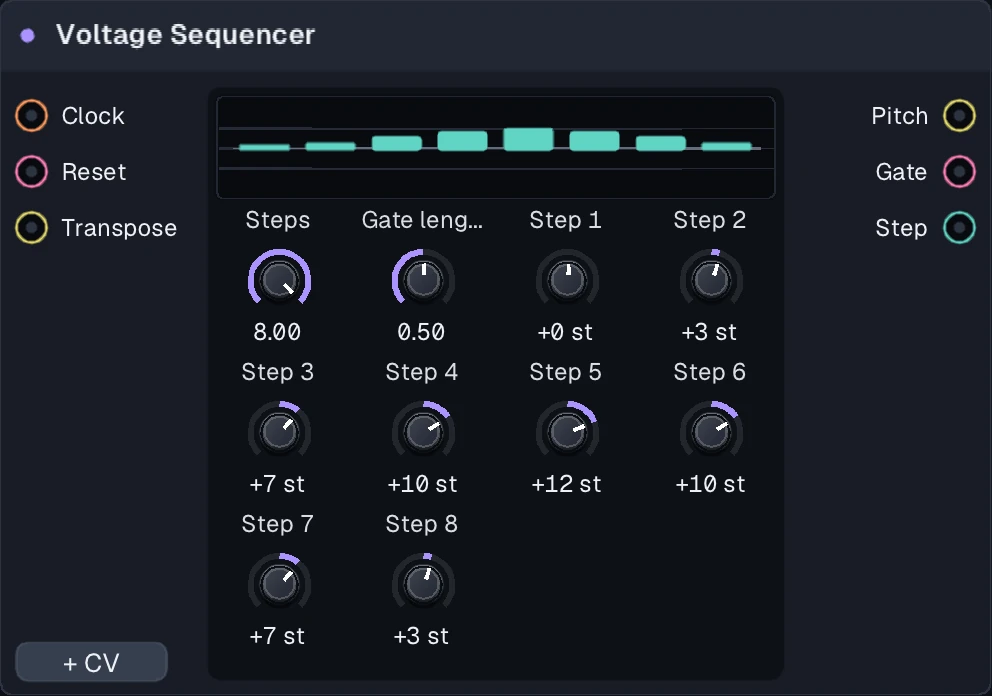 Voltage Sequencer
Clock
Reset
Transpose
Pitch
Gate
Step
Steps Gate leng... Step 1 Step 2
8.00 0.50 +0 st +3 st
Step 3 Step 4 Step 5 Step 6
+7 st +10 st +12 st +10 st
Step 7 Step 8
+7 st +3 st
+ CV